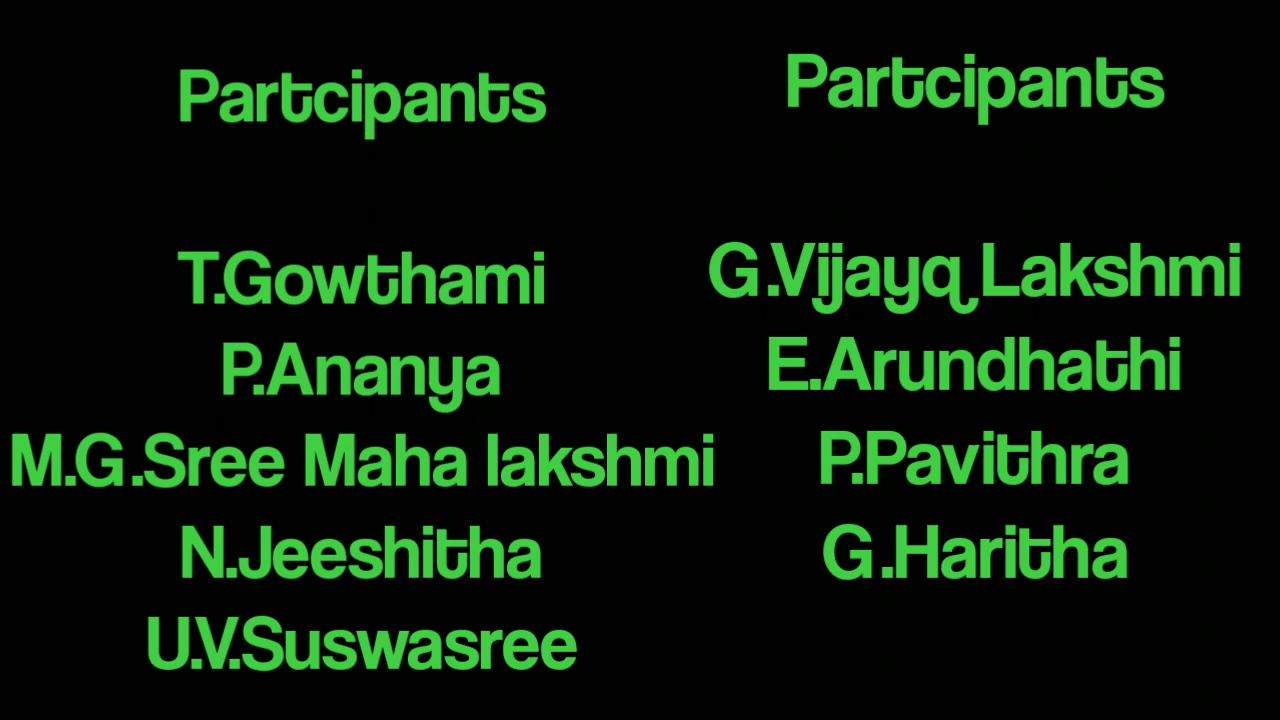 Partcipants
T.Gowthami
P.Ananya
M.G.Sree Maha lakshmi
N.Jeeshitha
U.V.Suswasree
Partcipants
G.Vijayq Lakshmi
E.Arundhathi
P.Pavithra
G.Haritha